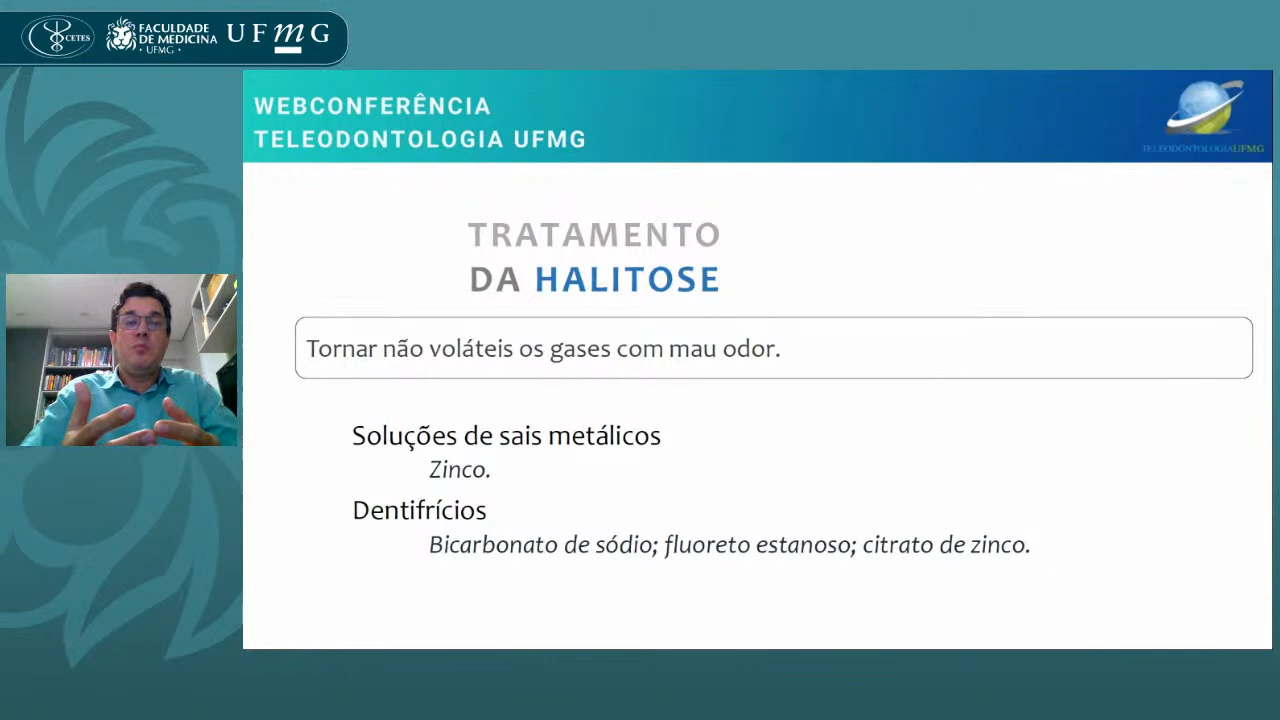 CETES
FACULDADE
DE MEDICINA
• UFMG •
UFmG
WEBCONFERÊNCIA
TELEODONTOLOGIA UFMG
TELEODONTOLOGIAUFMG
TRATAMENTO
DA HALITOSE
Tornar não voláteis os gases com mau odor.
Soluções de sais metálicos
Zinco.
Dentifrícios
Bicarbonato de sódio; fluoreto estanoso; citrato de zinco.